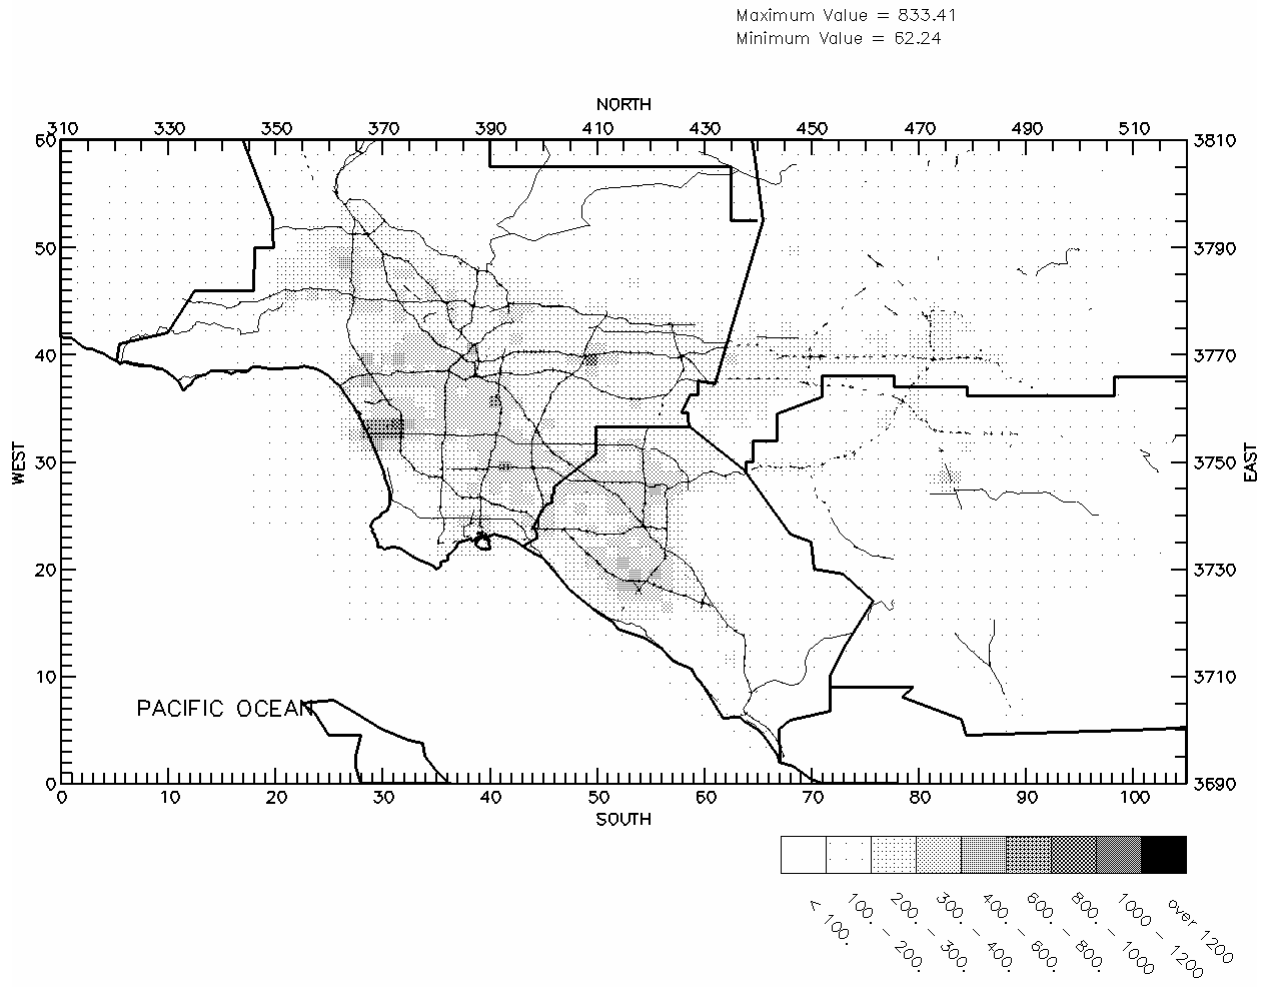 Maximum Value = 833.41
Minimum Value = 62.24
NORTH
310 330 350 370 390 410 430 450 470 490 510
60 3810
50 3790
40 3770
30 3750
20 3730
10 3710
0 3690
WEST
EAST
PACIFIC OCEAN
0 10 20 30 40 50 60 70 80 90 100
SOUTH
< 100.
100. - 200.
200. - 300.
300. - 400.
400. - 600.
600. - 800.
800. - 1000
1000 - 1200
over 1200